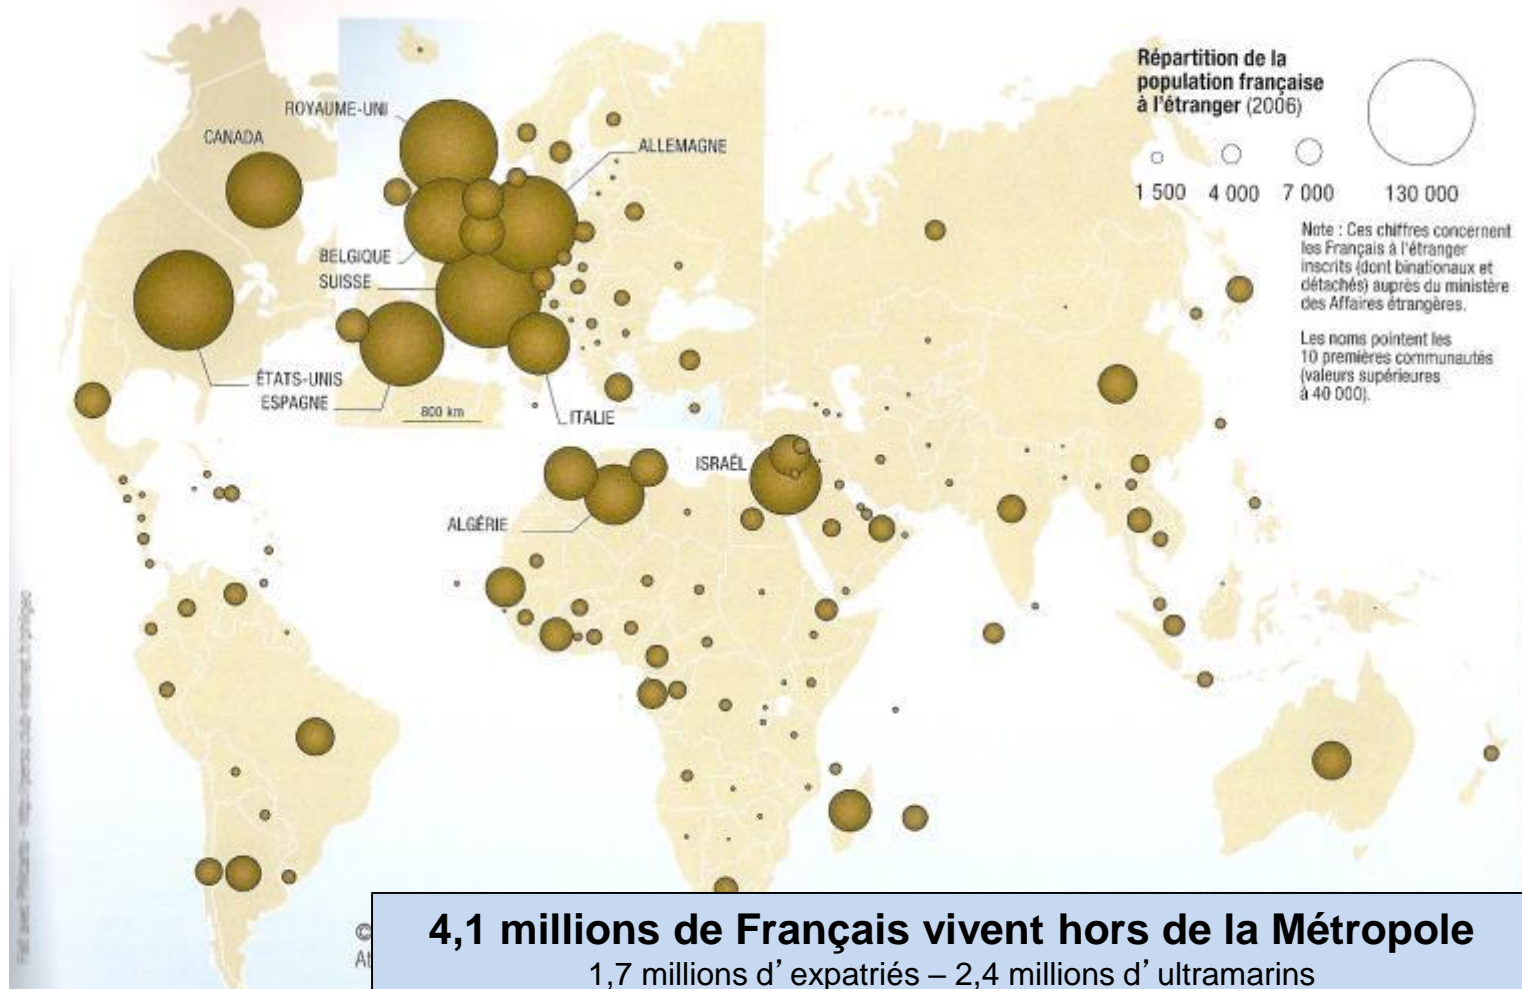 Répartition de la
population française
à l'étranger (2006)
1 500 4 000 7 000 130 000
Note : Ces chiffres concernent
les Français à l'étranger
inscrits (dont binationaux et
détachés) auprès du ministère
des Affaires étrangères.
Les noms pointent les
10 premières communautés
(valeurs supérieures
à 40 000).
ROYAUME-UNI
CANADA
ALLEMAGNE
BELGIQUE
SUISSE
ÉTATS-UNIS
ESPAGNE
800 km
ITALIE
ISRAËL
ALGÉRIE
©
4,1 millions de Français vivent hors de la Métropole
1,7 millions d'expatriés – 2,4 millions d'ultramarins